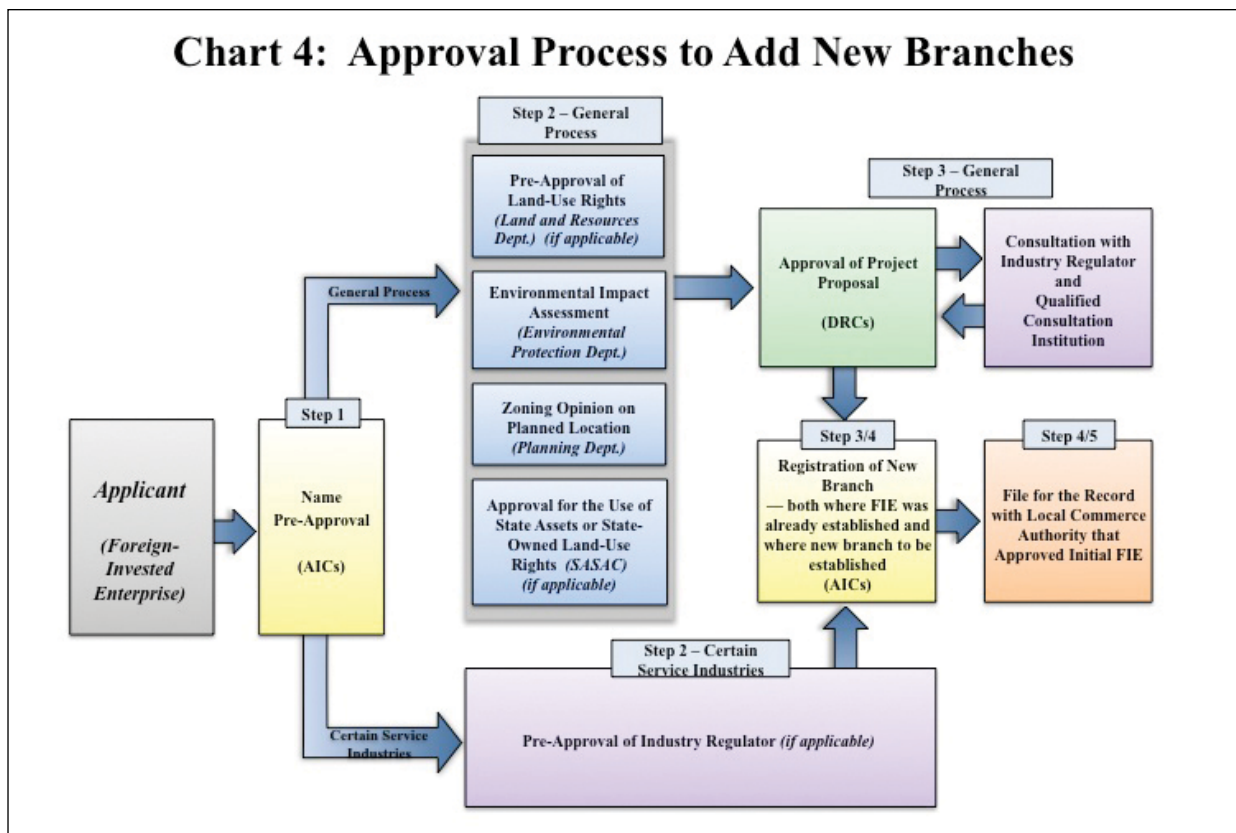 Chart 4: Approval Process to Add New Branches
Applicant
(Foreign-
Invested
Enterprise)
Step 1
Name
Pre-Approval
(AICs)
General Process
Certain Service
Industries
Step 2 – General
Process
Pre-Approval of
Land-Use Rights
(Land and Resources
Dept.) (if applicable)
Environmental Impact
Assessment
(Environmental
Protection Dept.)
Zoning Opinion on
Planned Location
(Planning Dept.)
Approval for the Use of
State Assets or State-
Owned Land-Use
Rights (SASAC)
(if applicable)
Step 2 – Certain
Service Industries
Pre-Approval of Industry Regulator (if applicable)
Step 3 – General
Process
Approval of Project
Proposal
(DRCs)
Consultation with
Industry Regulator
and
Qualified
Consultation
Institution
Step 3/4
Registration of New
Branch
— both where FIE was
already established and
where new branch to be
established
(AICs)
Step 4/5
File for the Record
with Local Commerce
Authority that
Approved Initial FIE